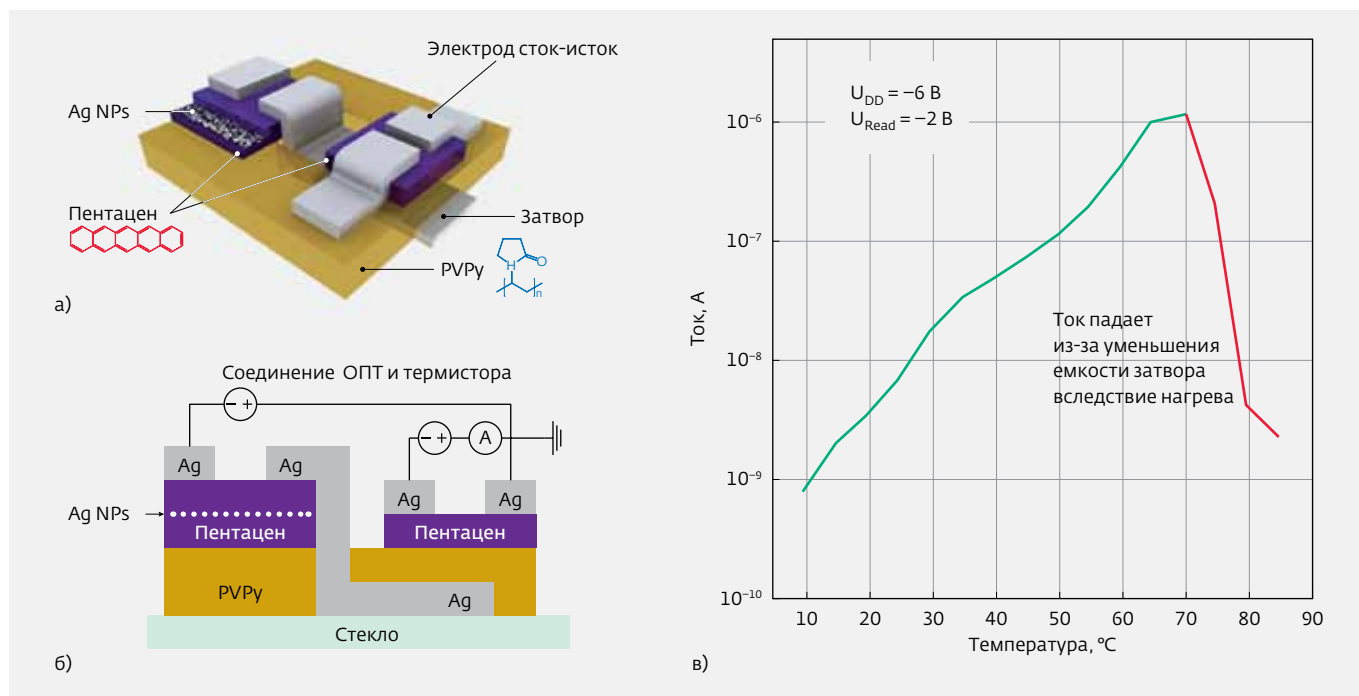 Электрод сток-исток
Ag NPs
Пентацен
Затвор
H
O
n
PVPy
а)
Соединение ОПТ и термистора
− +
− +
A
Ag
Ag
Ag
Ag
Ag NPs
Пентацен
Пентацен
PVPy
Ag
Стекло
б)
U_DD = −6 В
U_Read = −2 В
Ток, А
10⁻⁶
10⁻⁷
10⁻⁸
10⁻⁹
10⁻¹⁰
Ток падает
из-за уменьшения
емкости затвора
вследствие нагрева
10 20 30 40 50 60 70 80 90
Температура, °C
в)